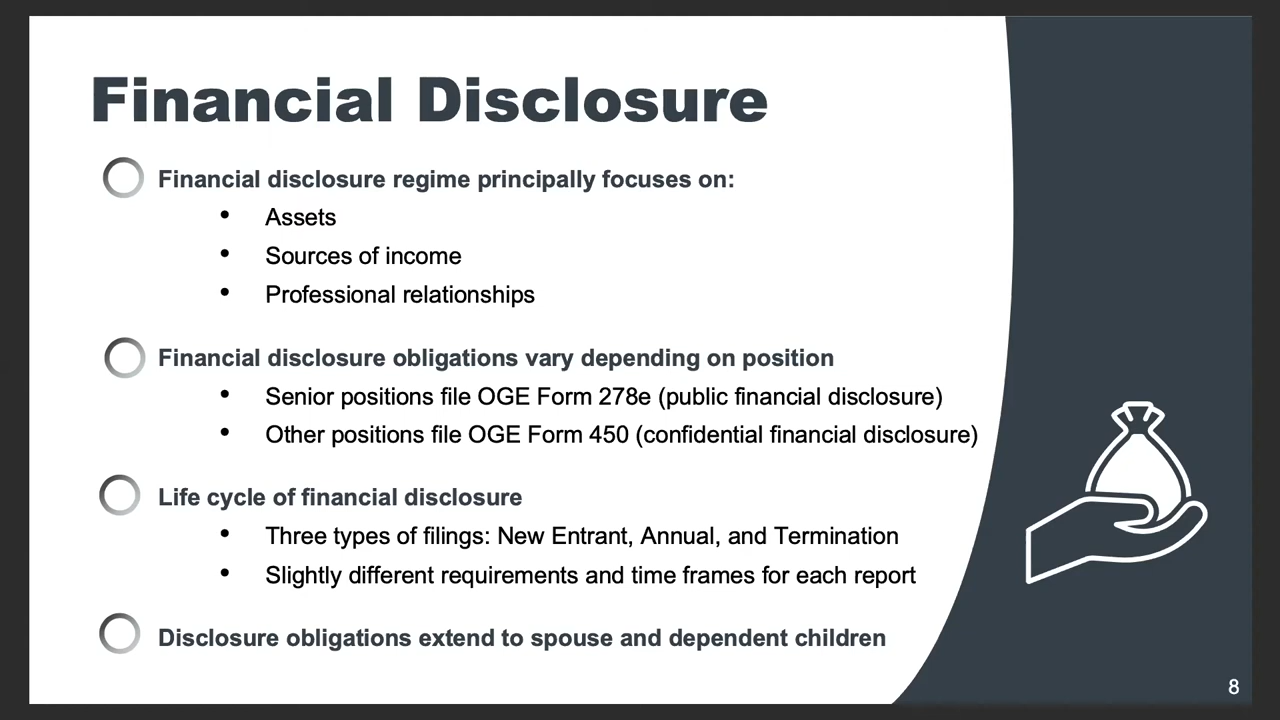 Financial Disclosure
Financial disclosure regime principally focuses on:
• Assets
• Sources of income
• Professional relationships
Financial disclosure obligations vary depending on position
• Senior positions file OGE Form 278e (public financial disclosure)
• Other positions file OGE Form 450 (confidential financial disclosure)
Life cycle of financial disclosure
• Three types of filings: New Entrant, Annual, and Termination
• Slightly different requirements and time frames for each report
Disclosure obligations extend to spouse and dependent children
8